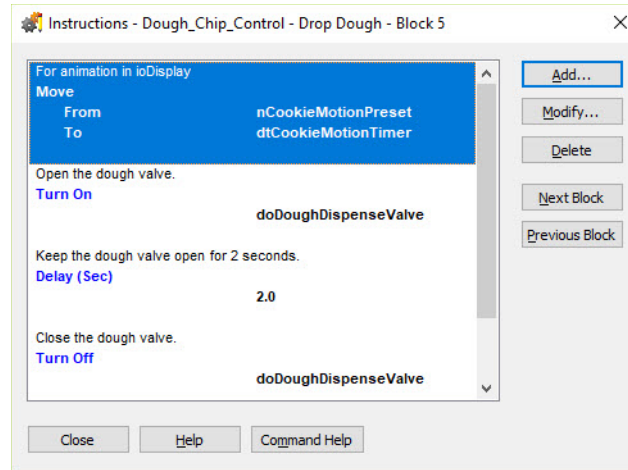 Instructions - Dough_Chip_Control - Drop Dough - Block 5
For animation in ioDisplay
Move
From nCookieMotionPreset
To dtCookieMotionTimer
Open the dough valve.
Turn On
doDoughDispenseValve
Keep the dough valve open for 2 seconds.
Delay (Sec)
2.0
Close the dough valve.
Turn Off
doDoughDispenseValve
Add...
Modify...
Delete
Next Block
Previous Block
Close Help Command Help